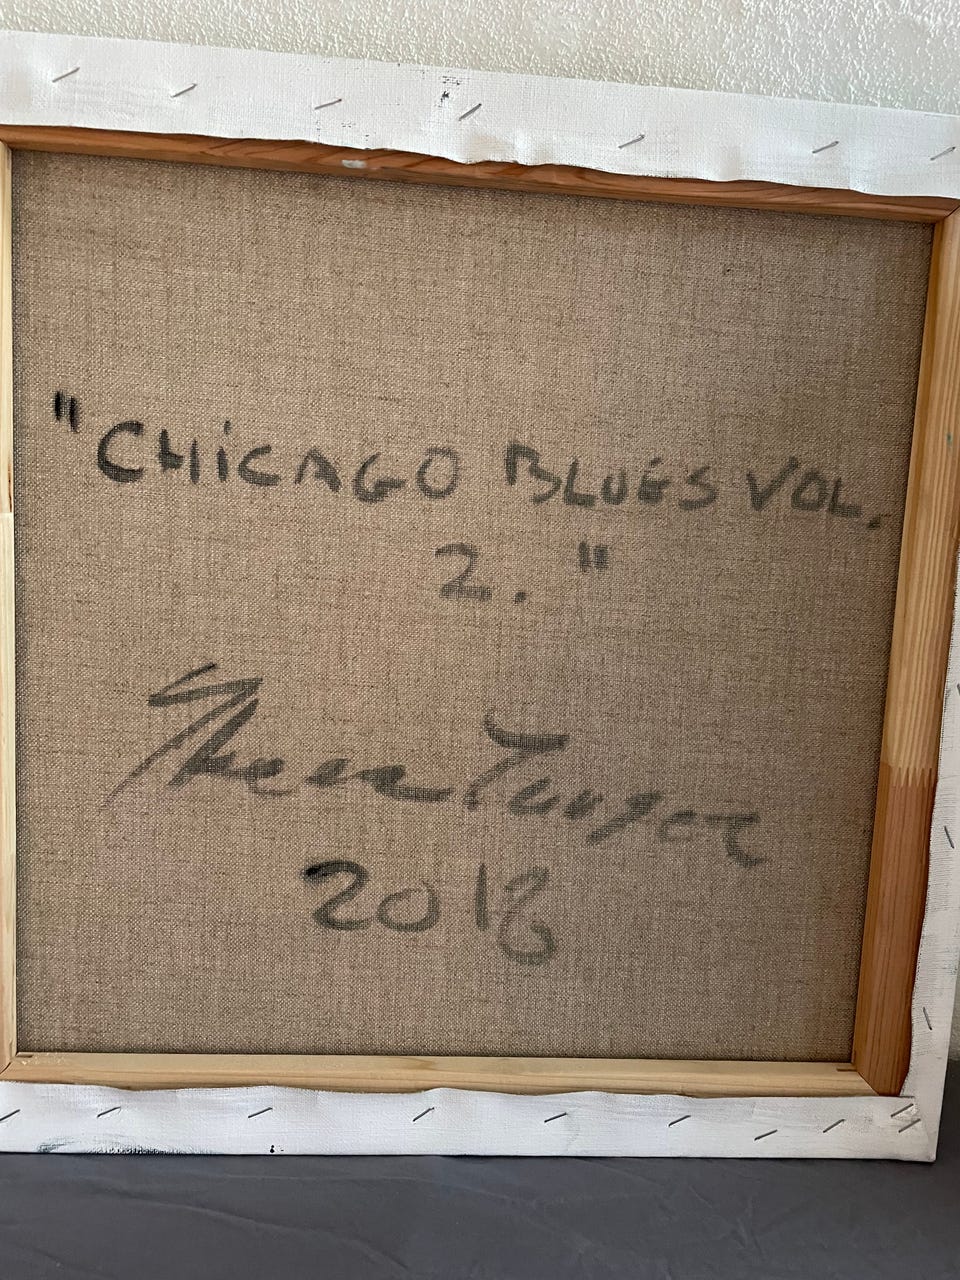 "CHiCAGO BLUES VOL.
2."
2018